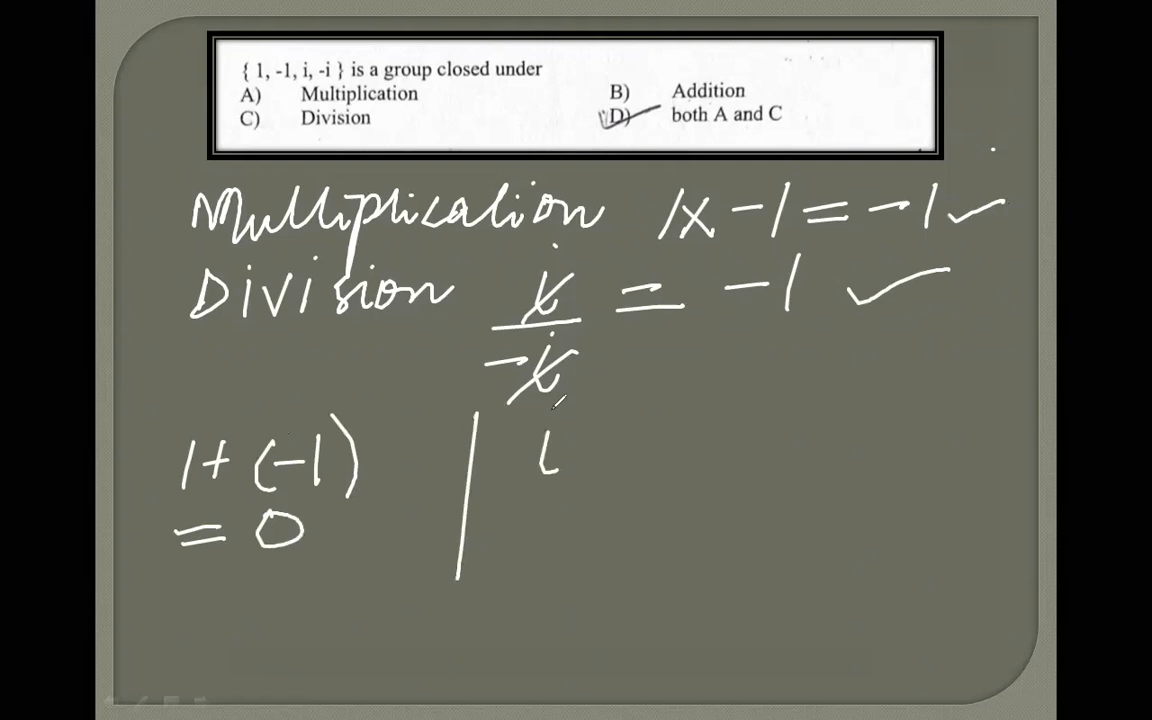 { 1, -1, i, -i } is a group closed under
A) Multiplication B) Addition
C) Division D) both A and C
Multiplication 1x -1 = -1 ✓
Division i/-i = -1 ✓
1+ (-1) | i
= 0